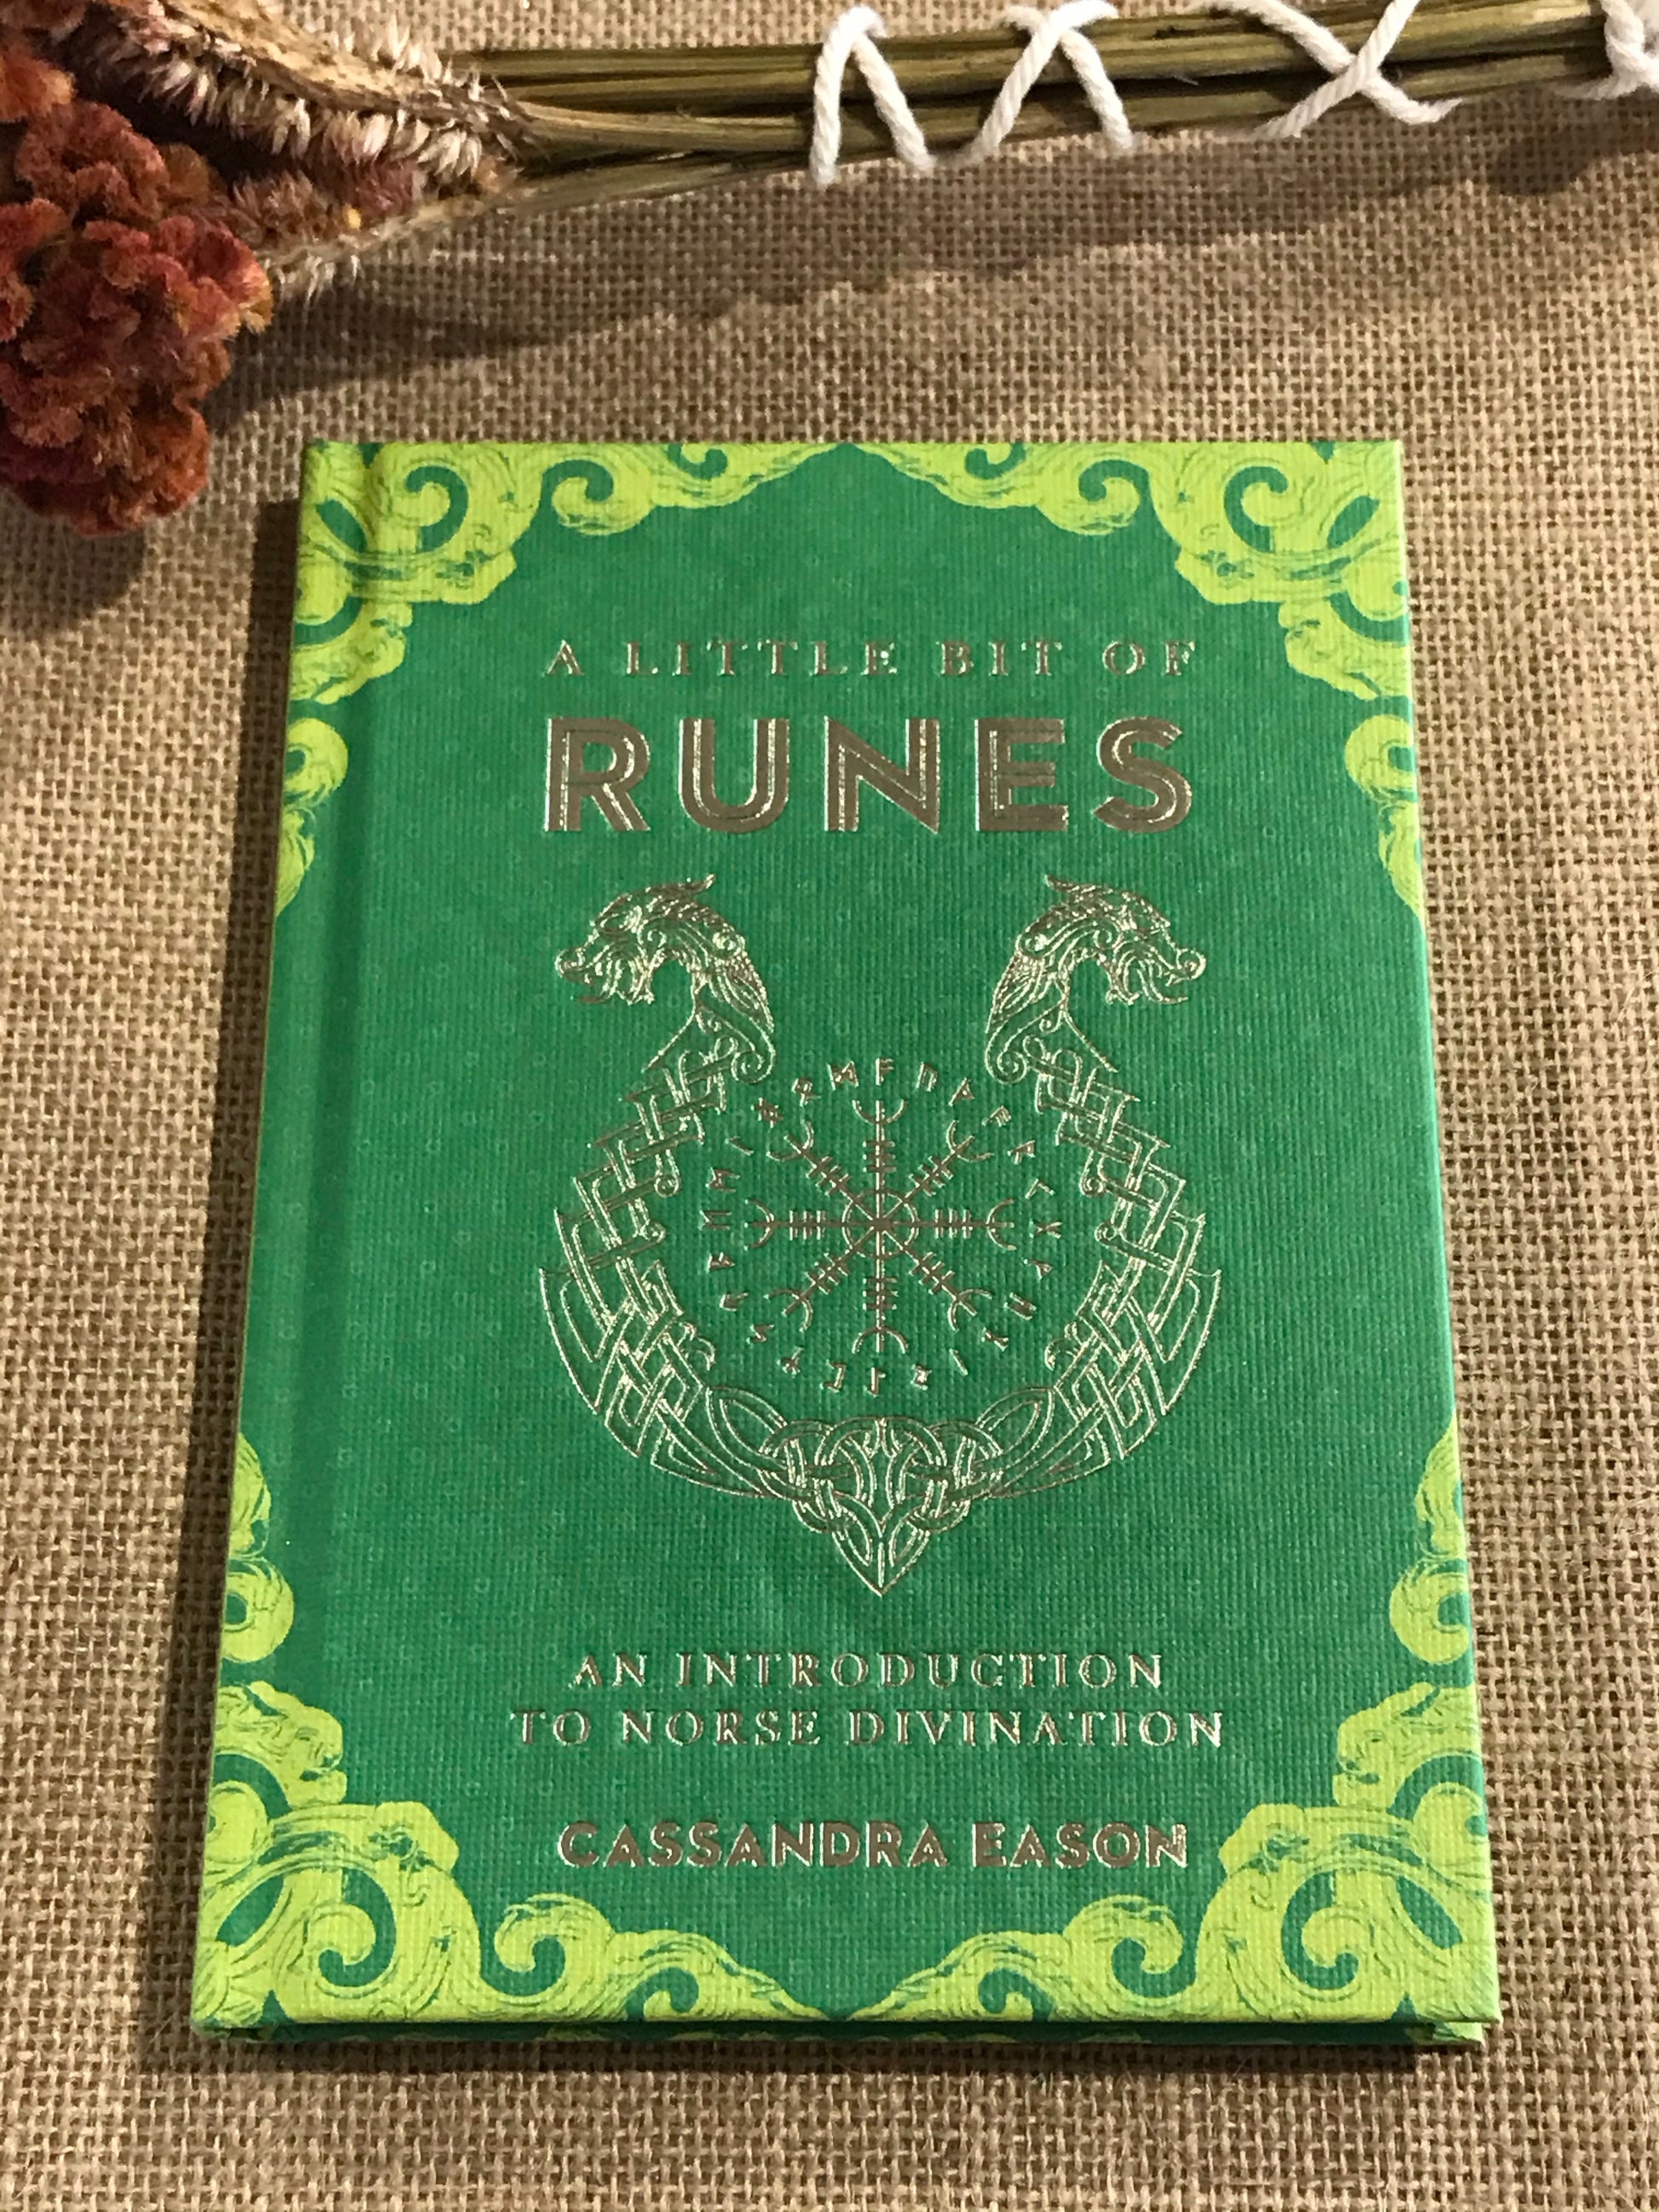 A LITTLE BIT OF
RUNES
AN INTRODUCTION
TO NORSE DIVINATION
CASSANDRA EASON